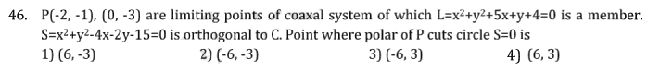 46. P(-2, -1), (0, -3) are limiting points of coaxal system of which L=x²+y²+5x+y+4=0 is a member.
S=x²+y²-4x-2y-15=0 is orthogonal to C. Point where polar of P cuts circle S=0 is
1) (6, -3) 2) (-6, -3) 3) (-6, 3) 4) (6, 3)